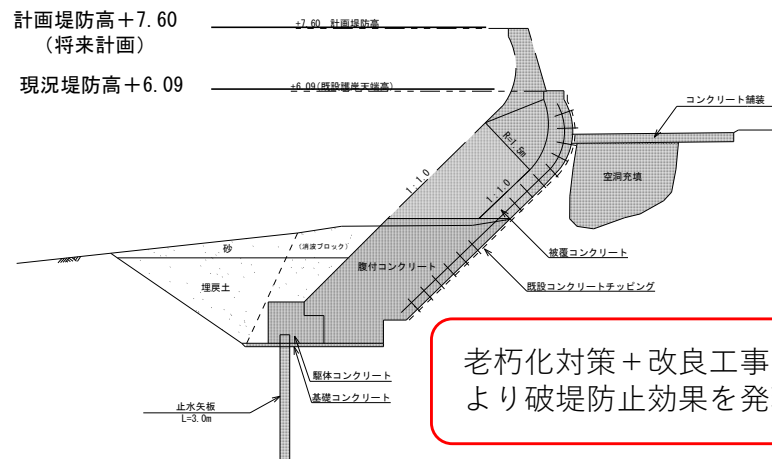 計画堤防高+7.60
(将来計画)
+7.60 計画堤防高
現況堤防高+6.09
+6.09(既設護岸天端高)
コンクリート舗装
R=1.5m
空洞充填
1:1.0
1:1.0
砂
(消波ブロック)
被覆コンクリート
腹付コンクリート
既設コンクリートチッピング
埋戻土
老朽化対策+改良工事
より破堤防止効果を発
躯体コンクリート
基礎コンクリート
止水矢板
L=3.0m